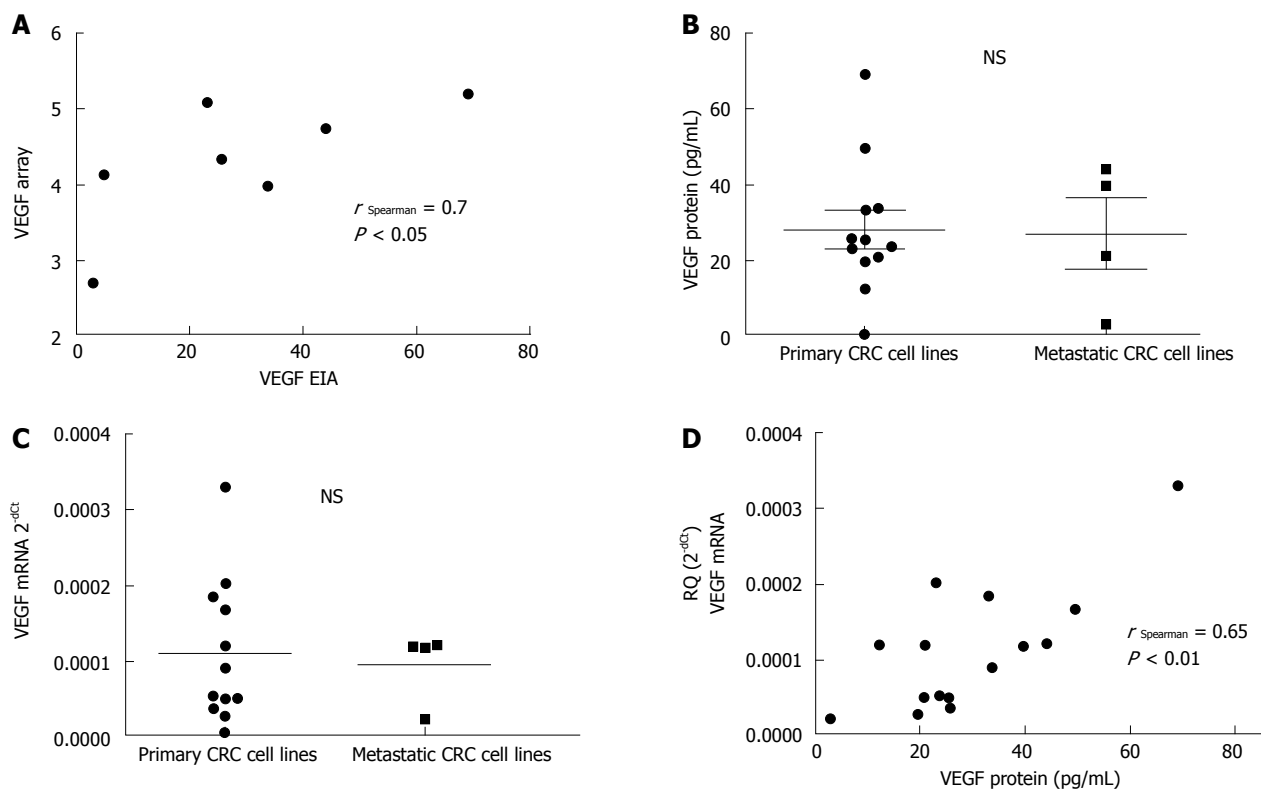 A
6
5
4
3
2
VEGF array
r Spearman = 0.7
P < 0.05
0 20 40 60 80
VEGF EIA
B
80
60
40
20
0
VEGF protein (pg/mL)
NS
Primary CRC cell lines Metastatic CRC cell lines
C
0.0004
0.0003
0.0002
0.0001
0.0000
VEGF mRNA 2-dCt
NS
Primary CRC cell lines Metastatic CRC cell lines
D
0.0004
0.0003
0.0002
0.0001
0.0000
RQ (2-dCt)
VEGF mRNA
r Spearman = 0.65
P < 0.01
0 20 40 60 80
VEGF protein (pg/mL)